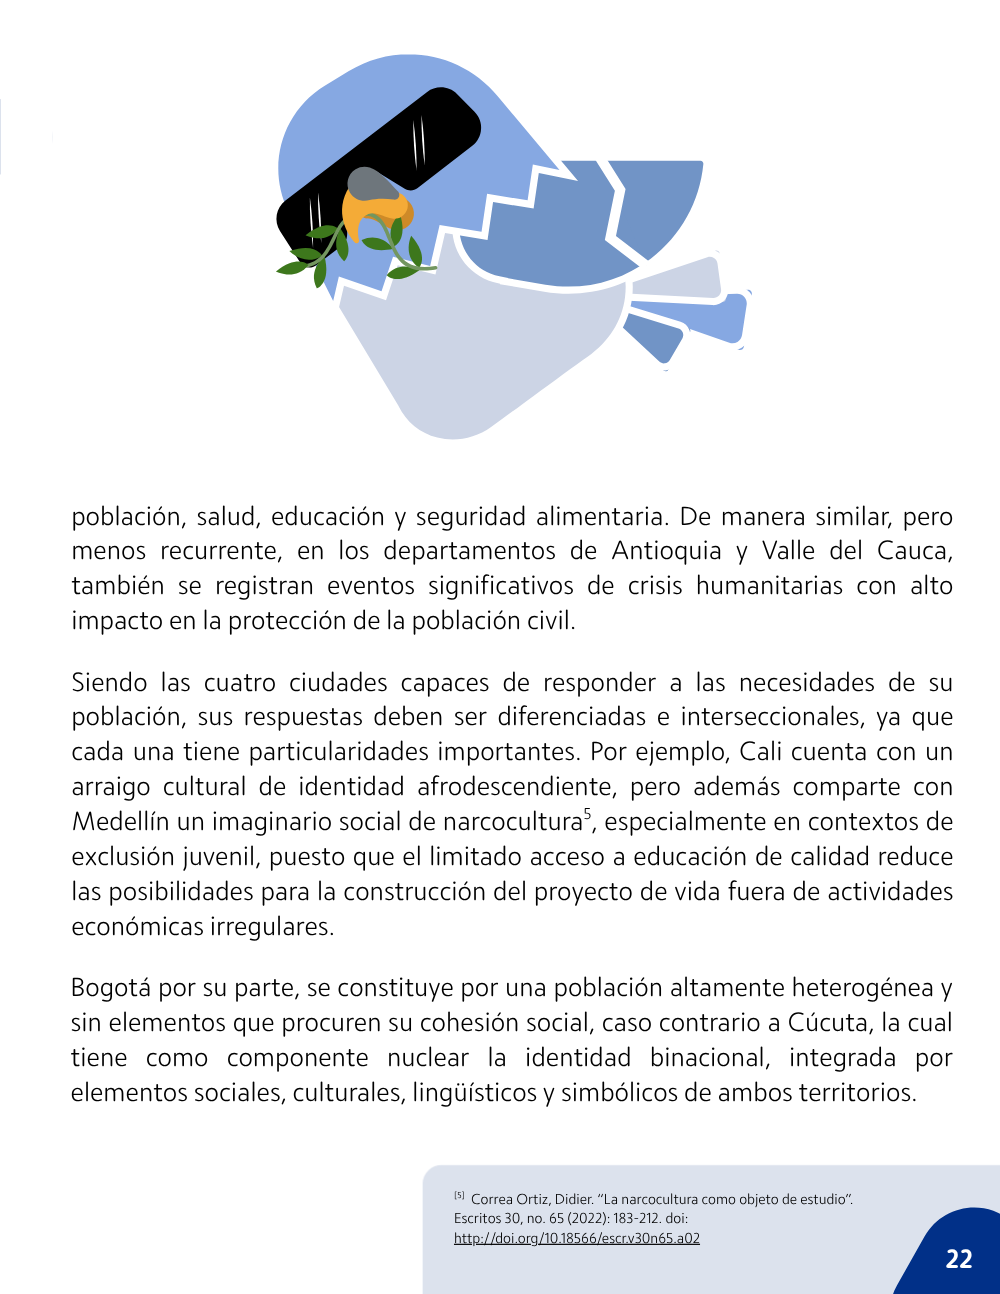 población, salud, educación y seguridad alimentaria. De manera similar, pero
menos recurrente, en los departamentos de Antioquia y Valle del Cauca,
también se registran eventos significativos de crisis humanitarias con alto
impacto en la protección de la población civil.
Siendo las cuatro ciudades capaces de responder a las necesidades de su
población, sus respuestas deben ser diferenciadas e interseccionales, ya que
cada una tiene particularidades importantes. Por ejemplo, Cali cuenta con un
arraigo cultural de identidad afrodescendiente, pero además comparte con
Medellín un imaginario social de narcocultura⁵, especialmente en contextos de
exclusión juvenil, puesto que el limitado acceso a educación de calidad reduce
las posibilidades para la construcción del proyecto de vida fuera de actividades
económicas irregulares.
Bogotá por su parte, se constituye por una población altamente heterogénea y
sin elementos que procuren su cohesión social, caso contrario a Cúcuta, la cual
tiene como componente nuclear la identidad binacional, integrada por
elementos sociales, culturales, lingüísticos y simbólicos de ambos territorios.
[5] Correa Ortiz, Didier. “La narcocultura como objeto de estudio”.
Escritos 30, no. 65 (2022): 183-212. doi:
http://doi.org/10.18566/escr.v30n65.a02
22